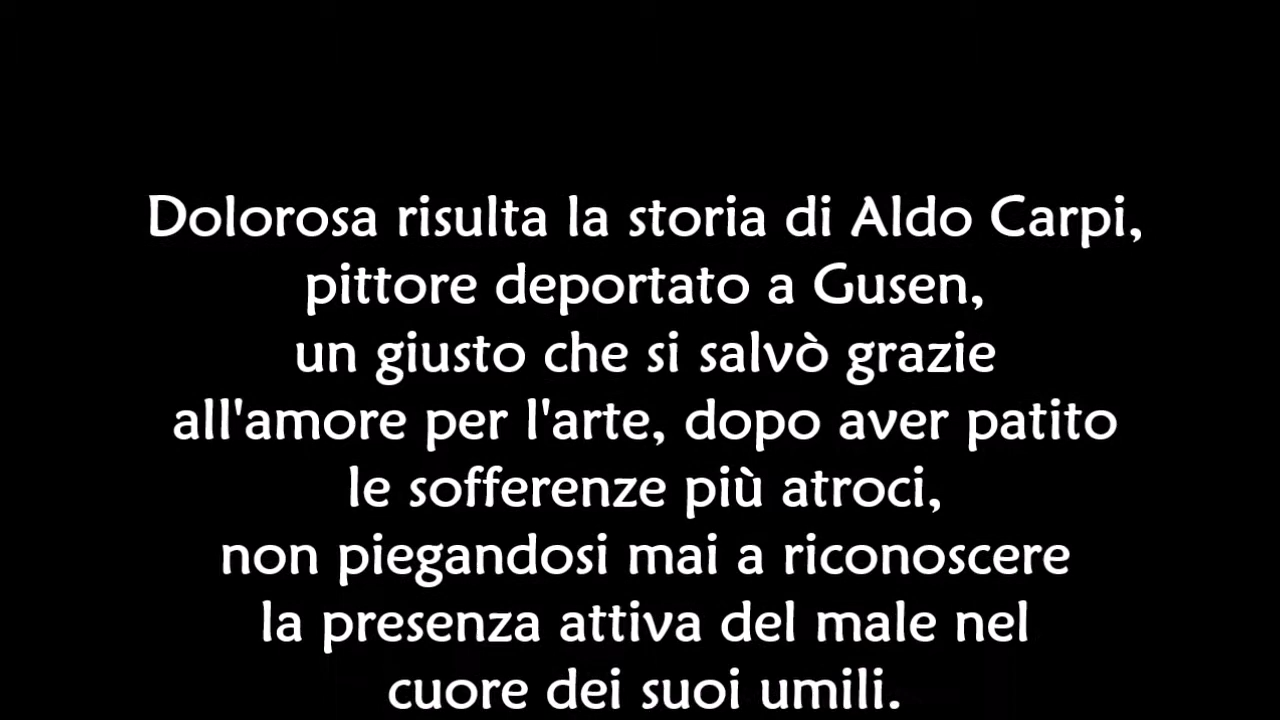 Dolorosa risulta la storia di Aldo Carpi,
pittore deportato a Gusen,
un giusto che si salvò grazie
all'amore per l'arte, dopo aver patito
le sofferenze più atroci,
non piegandosi mai a riconoscere
la presenza attiva del male nel
cuore dei suoi umili.